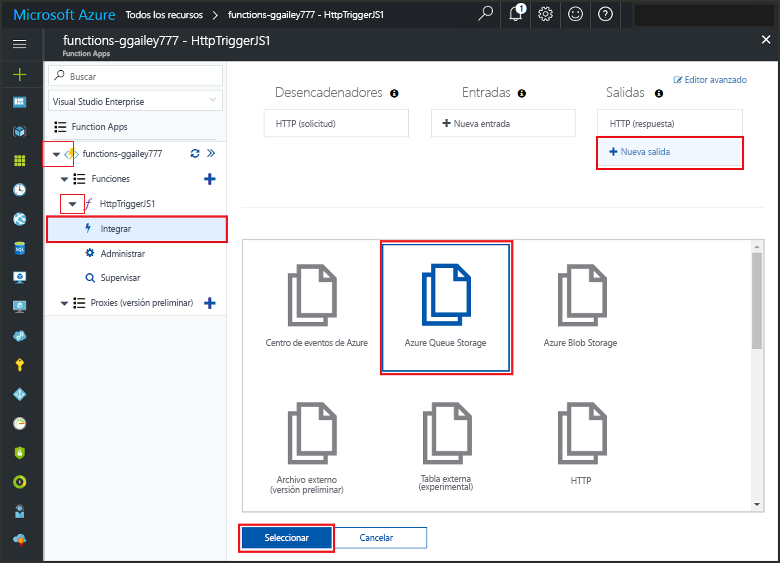 Microsoft Azure Todos los recursos > functions-ggailey777 - HttpTriggerJS1
1
functions-ggailey777 - HttpTriggerJS1
Function Apps
Buscar
Visual Studio Enterprise
Function Apps
functions-ggailey777
Funciones
HttpTriggerJS1
Integrar
Administrar
Supervisar
Proxies (versión preliminar)
Editor avanzado
Desencadenadores
HTTP (solicitud)
Entradas
Nueva entrada
Salidas
HTTP (respuesta)
Nueva salida
Centro de eventos de Azure
Azure Queue Storage
Azure Blob Storage
Archivo externo
(versión preliminar)
Tabla externa
(experimental)
HTTP
Seleccionar
Cancelar